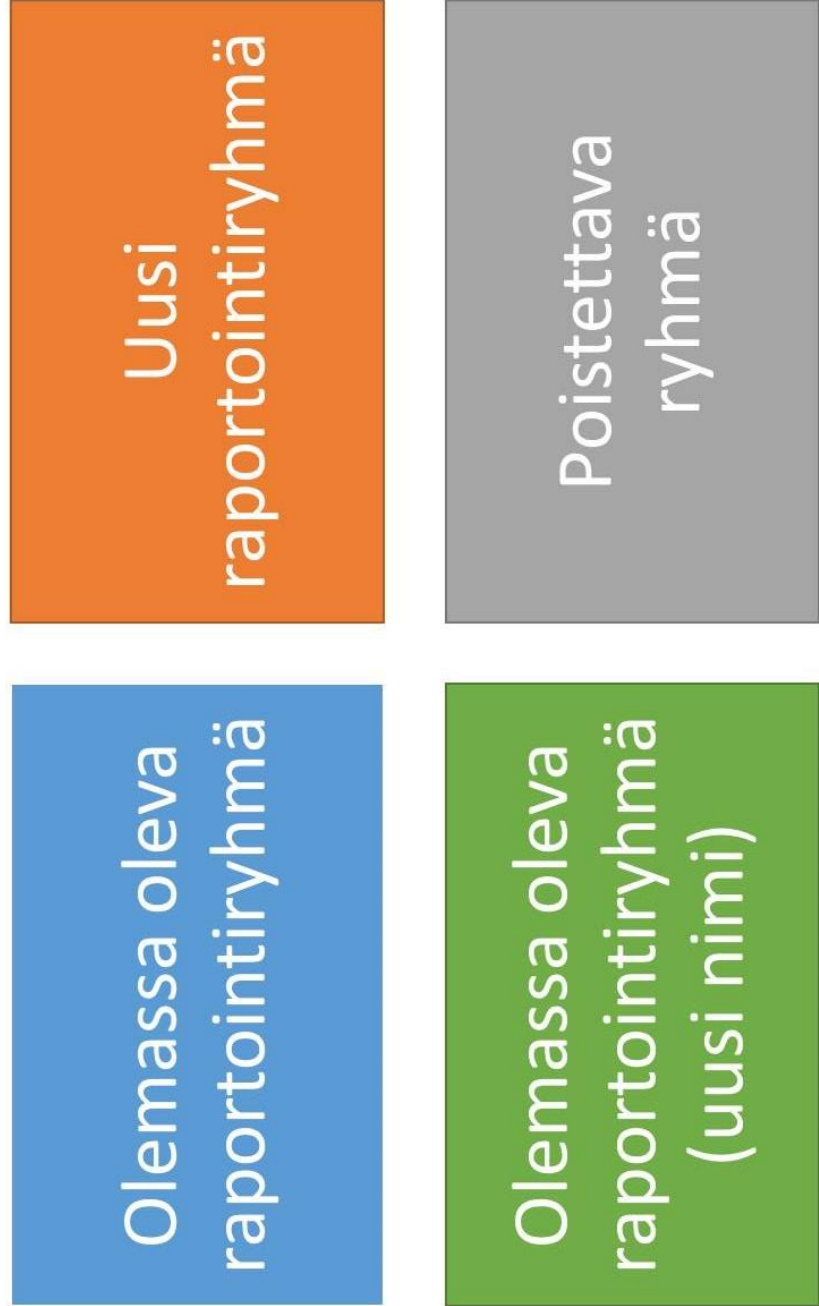 Olemassa oleva
raportointiryhmä
Uusi
raportointiryhmä
Olemassa oleva
raportointiryhmä
(uusi nimi)
Poistettava
ryhmä